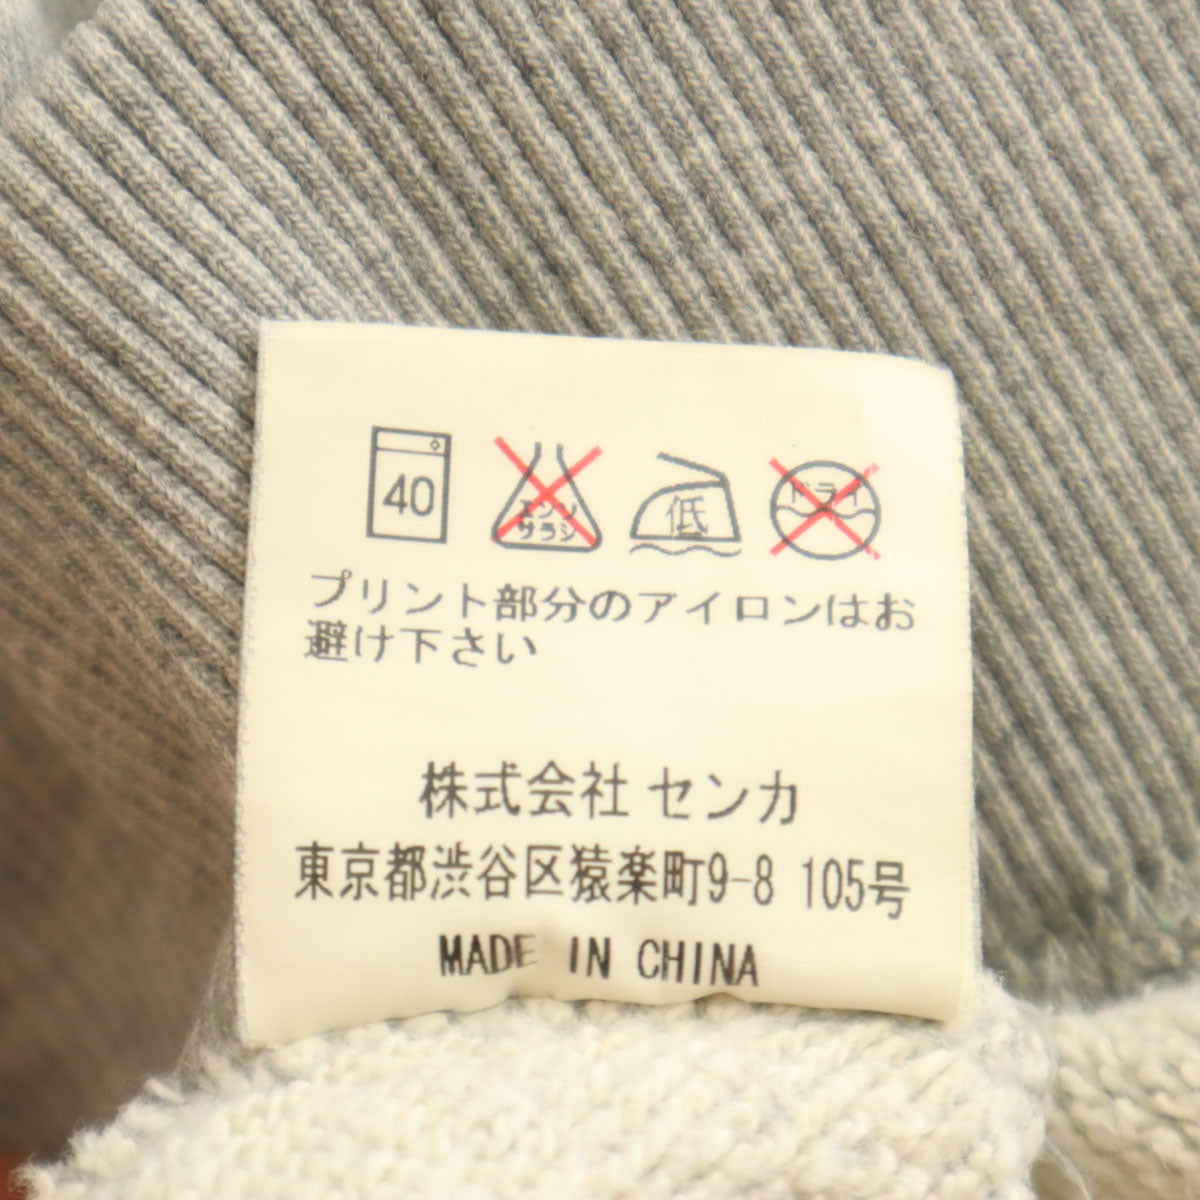 40 エンソ サラシ 低 ドライ
プリント部分のアイロンはお
避け下さい
株式会社 センカ
東京都渋谷区猿楽町9-8 105号
MADE IN CHINA